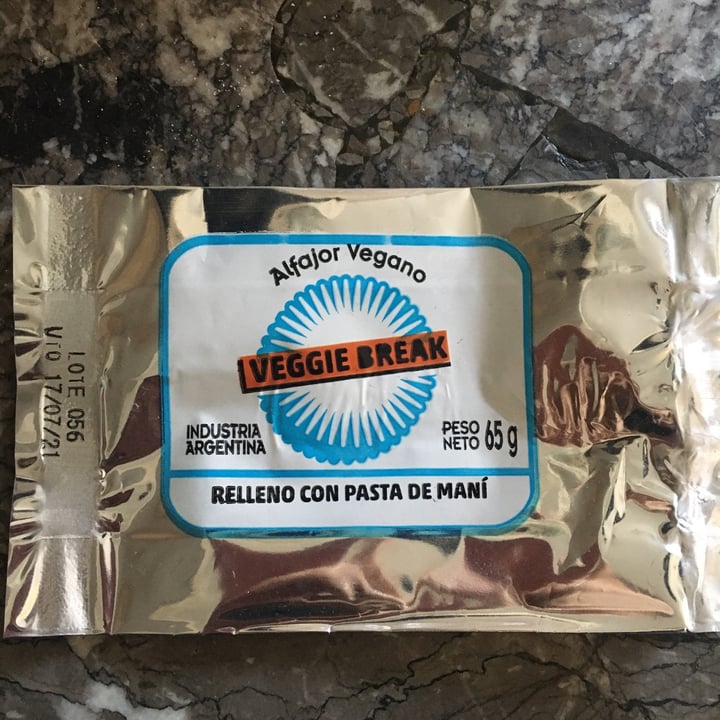 Alfajor Vegano
VEGGIE BREAK
INDUSTRIA
ARGENTINA
PESO
NETO 65 g
RELLENO CON PASTA DE MANÍ
LOTE 056
VTO 17/07/21